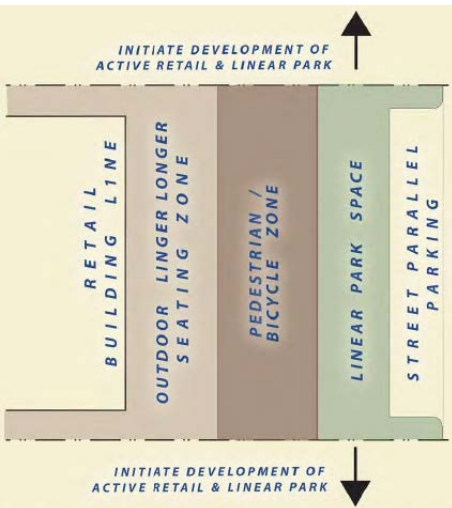 INITIATE DEVELOPMENT OF
ACTIVE RETAIL & LINEAR PARK
RETAIL
BUILDING L1NE
OUTDOOR LINGER LONGER
SEATING ZONE
PEDESTRIAN /
BICYCLE ZONE
LINEAR PARK SPACE
STREET PARALLEL
PARKING
INITIATE DEVELOPMENT OF
ACTIVE RETAIL & LINEAR PARK